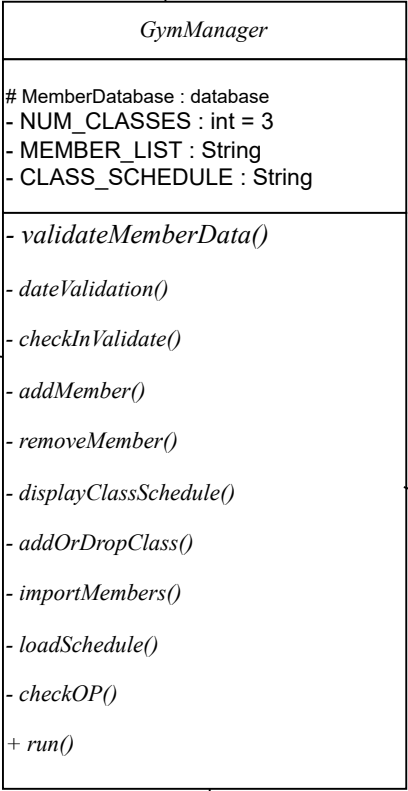 GymManager
# MemberDatabase : database
- NUM_CLASSES : int = 3
- MEMBER_LIST : String
- CLASS_SCHEDULE : String
- validateMemberData()
- dateValidation()
- checkInValidate()
- addMember()
- removeMember()
- displayClassSchedule()
- addOrDropClass()
- importMembers()
- loadSchedule()
- checkOP()
+ run()